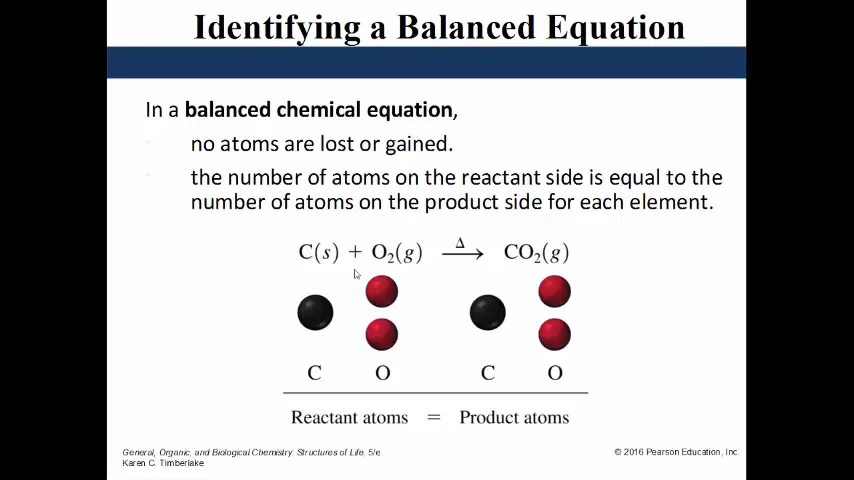 Identifying a Balanced Equation
In a balanced chemical equation,
no atoms are lost or gained.
the number of atoms on the reactant side is equal to the
number of atoms on the product side for each element.
C(s) + O₂(g) Δ⟶ CO₂(g)
C O C O
Reactant atoms = Product atoms
General, Organic, and Biological Chemistry: Structures of Life, 5/e
Karen C. Timberlake
© 2016 Pearson Education, Inc.